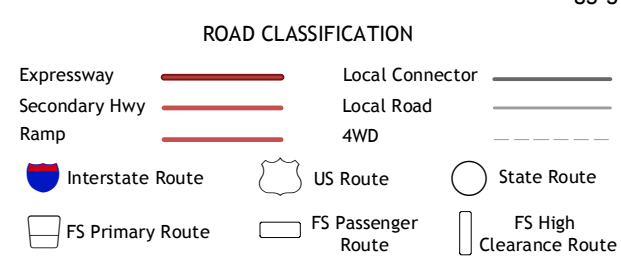 ROAD CLASSIFICATION
Expressway
Local Connector
Secondary Hwy
Local Road
Ramp
4WD
Interstate Route
US Route
State Route
FS Primary Route
FS Passenger
Route
FS High
Clearance Route